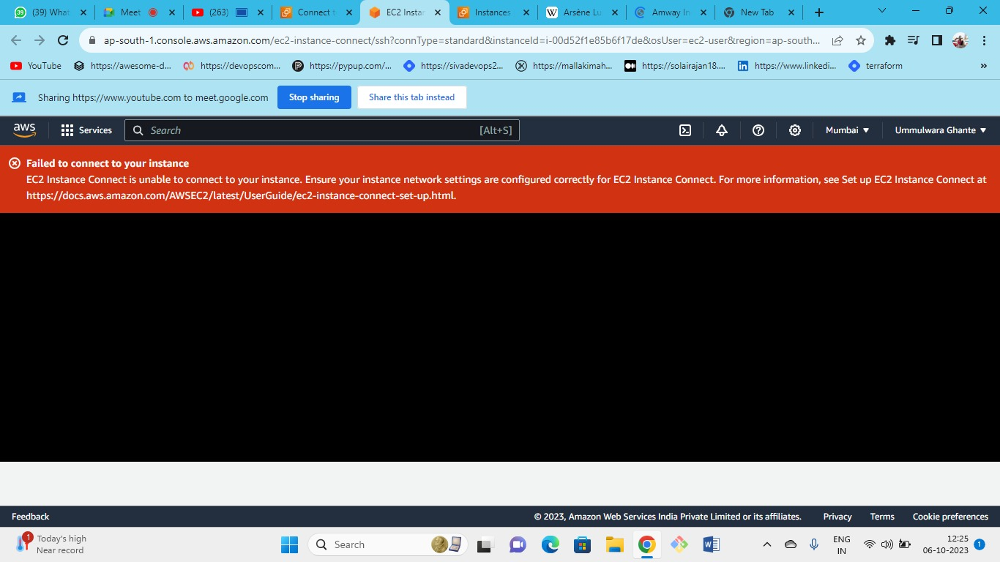 39
(39) What
Meet
(263)
Connect t
EC2 Instan
Instances
W
Arsène Lu
Amway In
New Tab
ap-south-1.console.aws.amazon.com/ec2-instance-connect/ssh?connType=standard&instanceId=i-00d52f1e85b6f17de&osUser=ec2-user&region=ap-south...
YouTube
https://awesome-d...
https://devopscom...
https://pypup.com/...
https://sivadevops2...
https://mallakimah...
https://solairajan18....
in
https://www.linkedi...
terraform
»
Sharing https://www.youtube.com to meet.google.com
Stop sharing
Share this tab instead
aws
Services
Search
[Alt+S]
Mumbai
Ummulwara Ghante
Failed to connect to your instance
EC2 Instance Connect is unable to connect to your instance. Ensure your instance network settings are configured correctly for EC2 Instance Connect. For more information, see Set up EC2 Instance Connect at
https://docs.aws.amazon.com/AWSEC2/latest/UserGuide/ec2-instance-connect-set-up.html.
Feedback
© 2023, Amazon Web Services India Private Limited or its affiliates.
Privacy
Terms
Cookie preferences
1
Today's high
Near record
Search
W
ENG
IN
12:25
06-10-2023
1